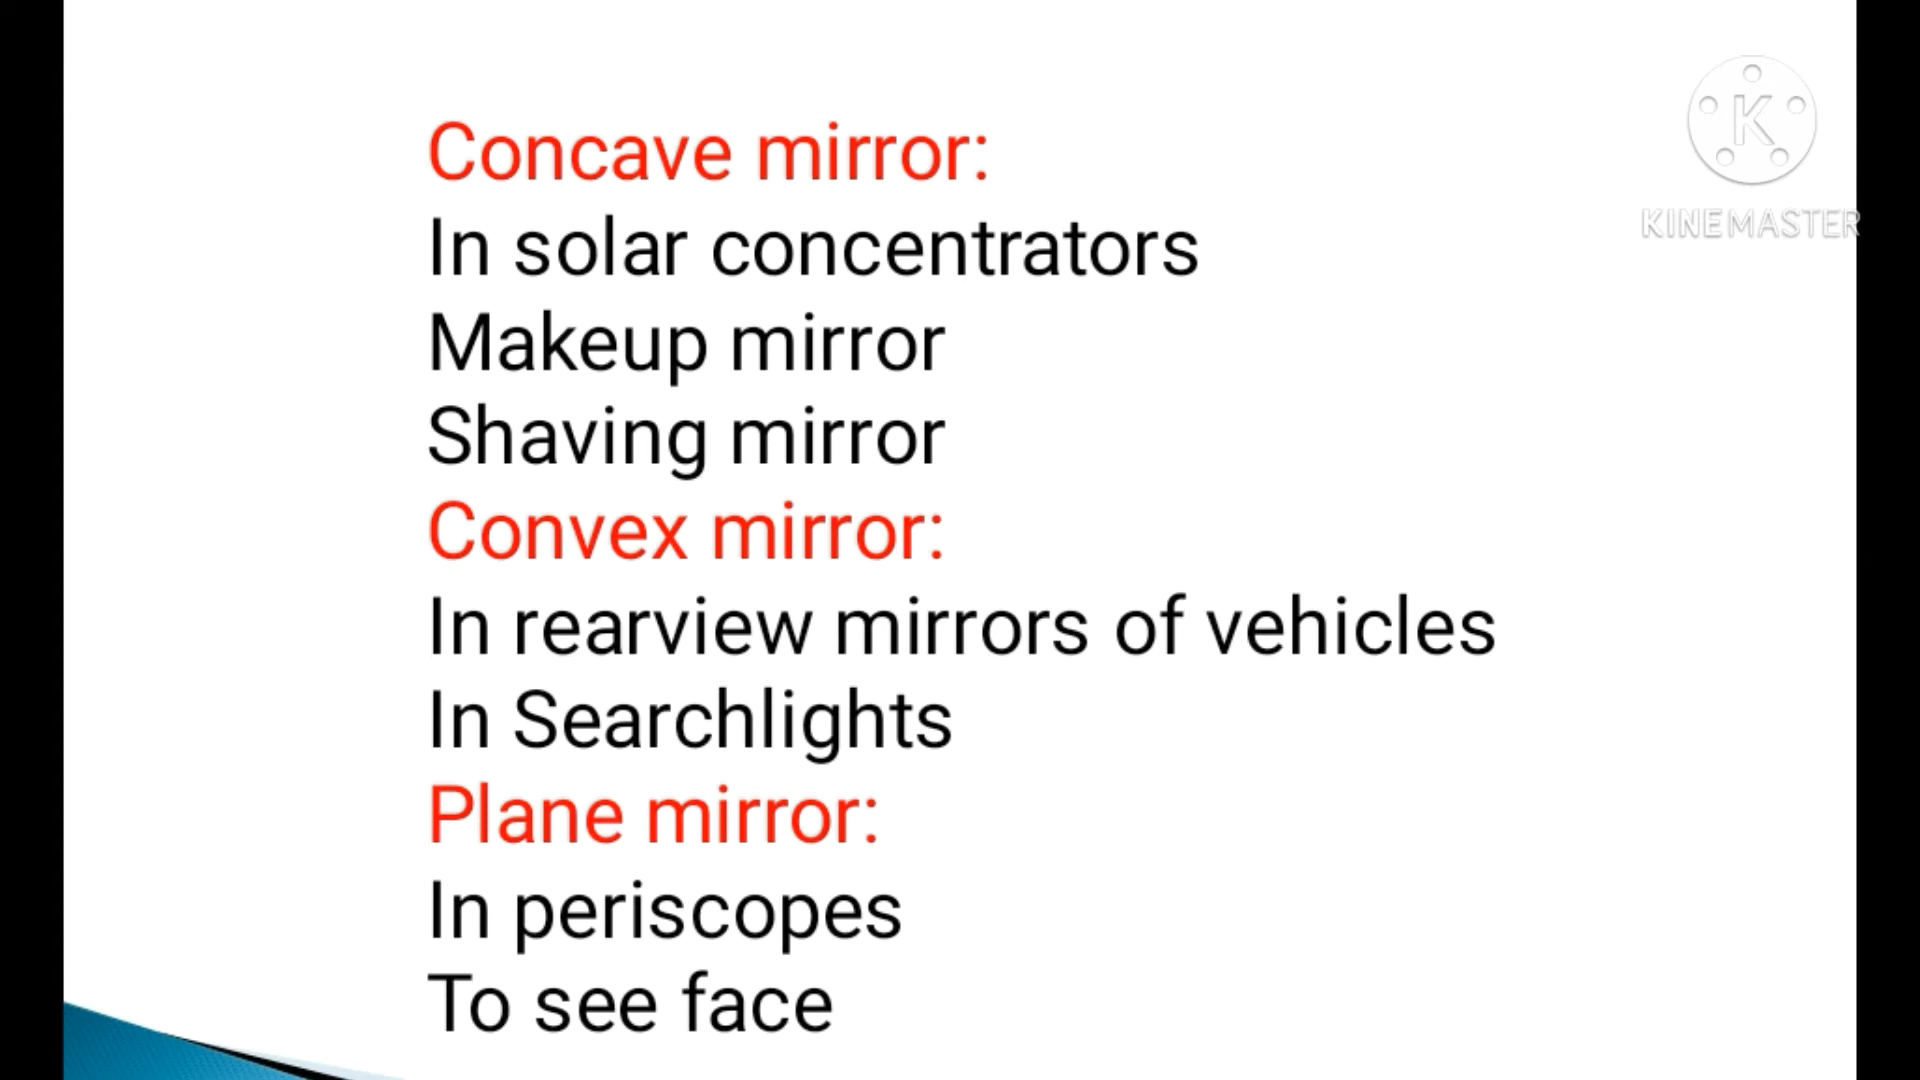 Concave mirror:
In solar concentrators
Makeup mirror
Shaving mirror
Convex mirror:
In rearview mirrors of vehicles
In Searchlights
Plane mirror:
In periscopes
To see face
K
KINEMASTER